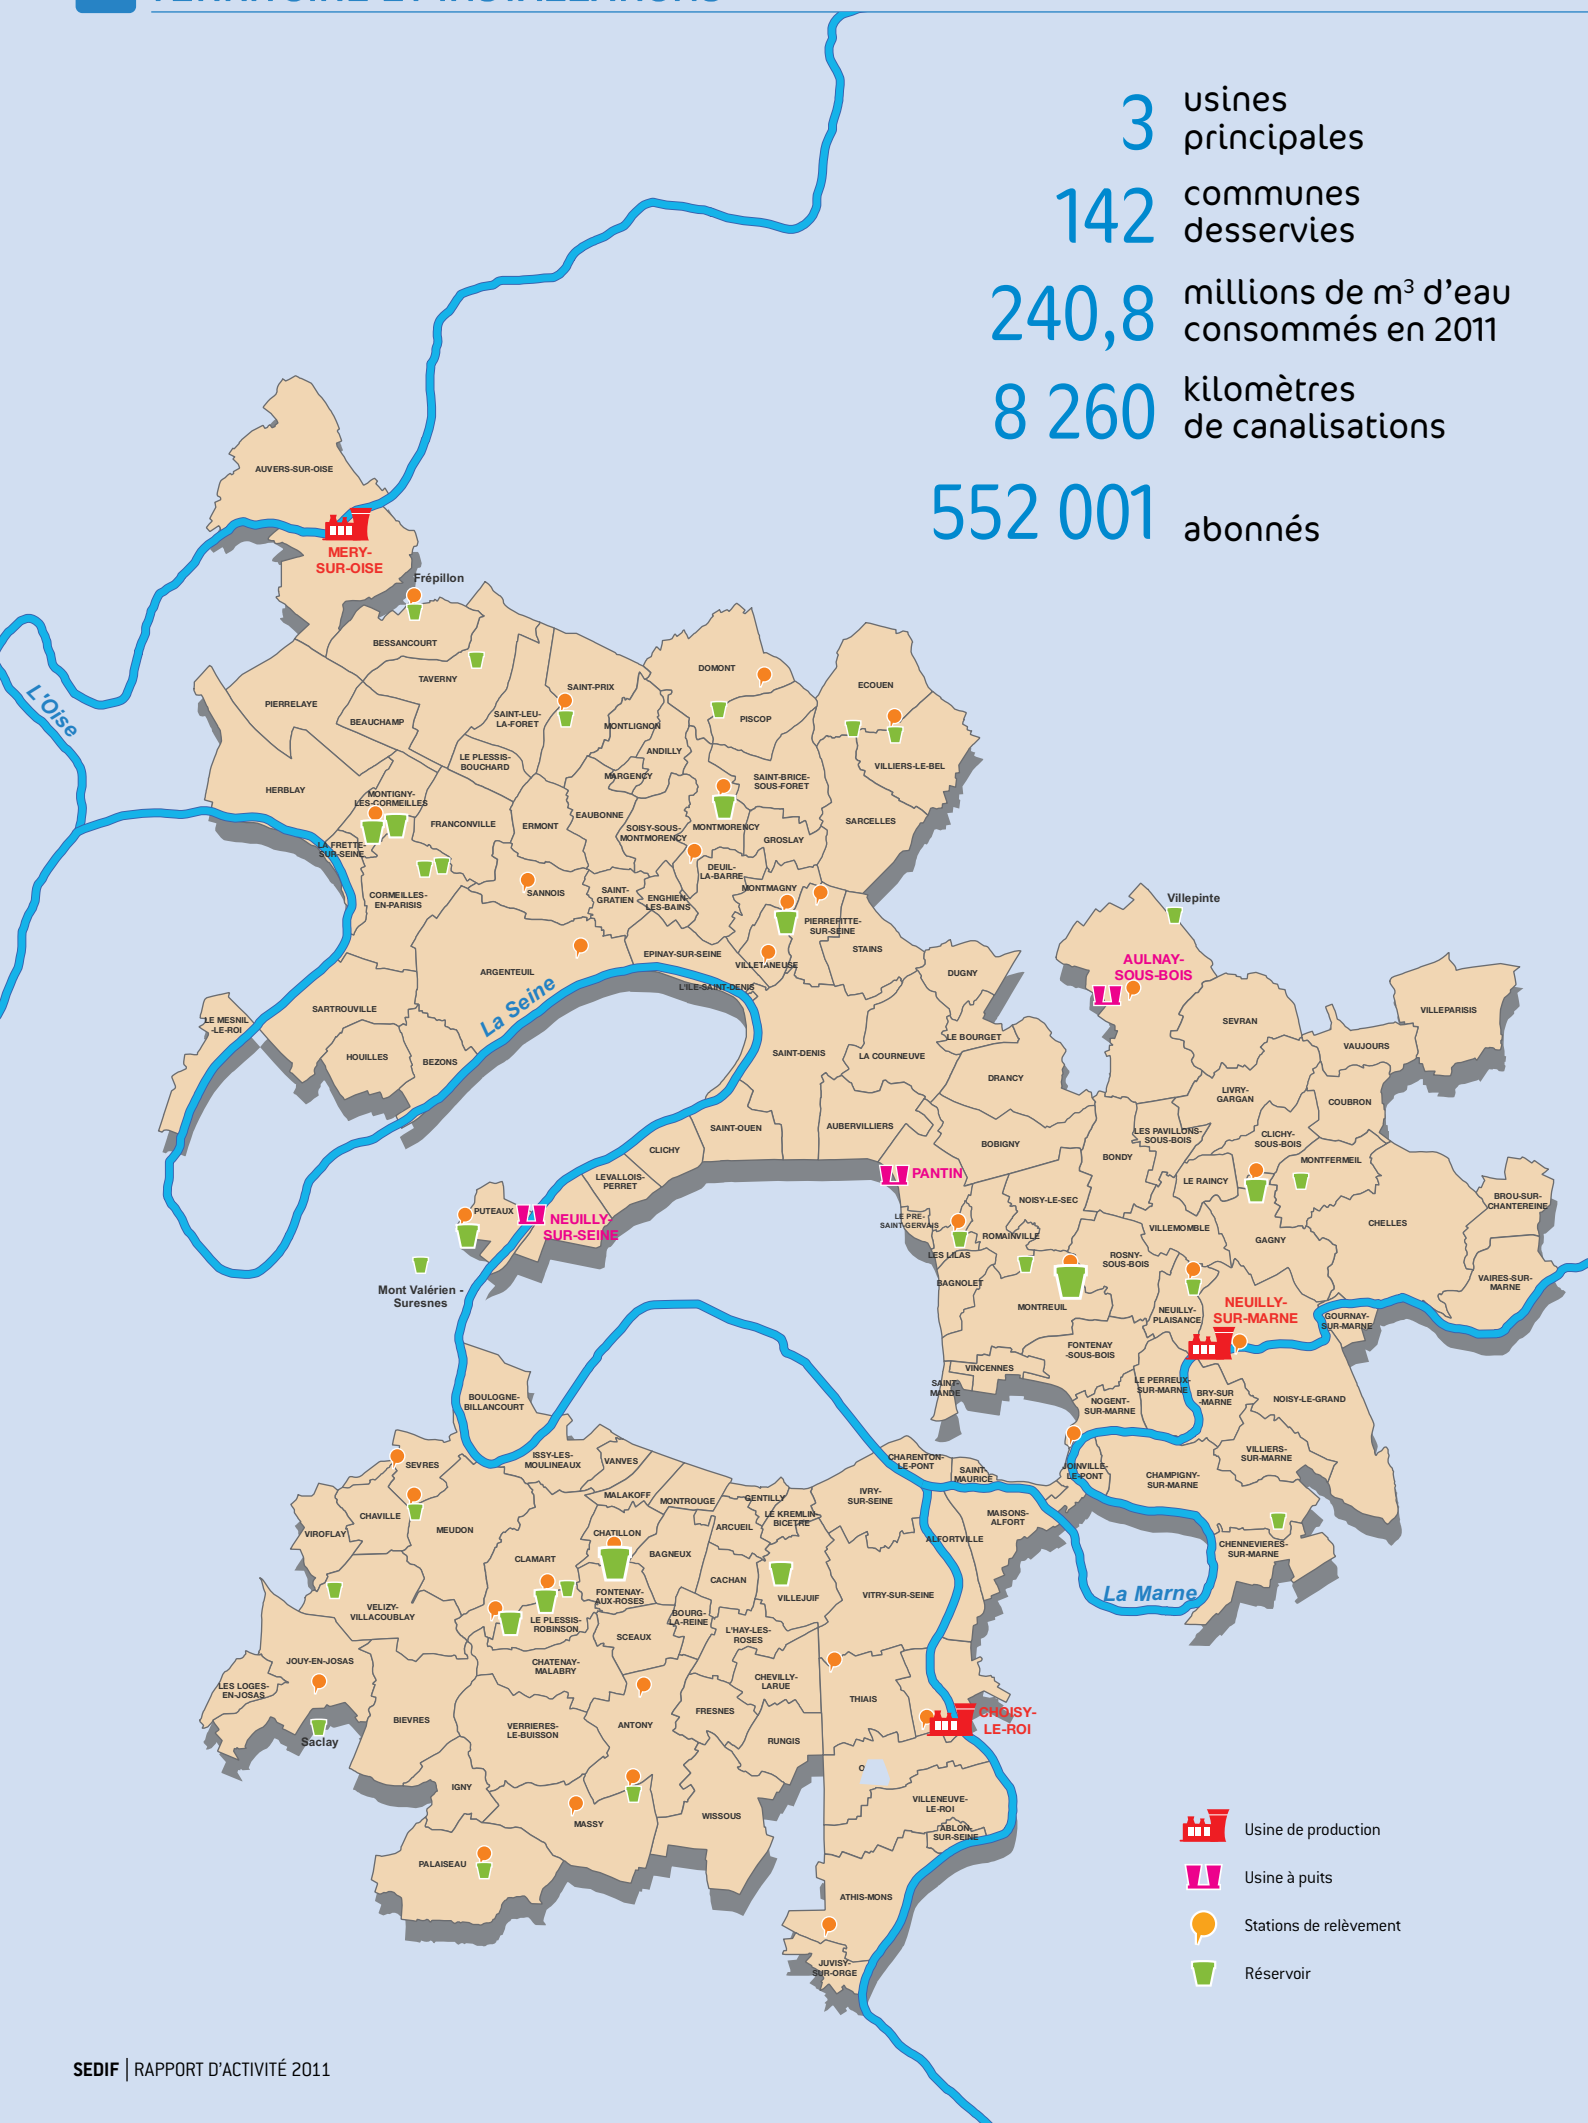 TERRITOIRE ET INSTALLATIONS
3 usines
principales
142 communes
desservies
240,8 millions de m³ d’eau
consommés en 2011
8 260 kilomètres
de canalisations
552 001 abonnés
AUVERS-SUR-OISE
MERY-
SUR-OISE
Frépillon
BESSANCOURT
TAVERNY
PIERRELAYE
BEAUCHAMP
SAINT-LEU-
LA-FORET
SAINT-PRIX
MONTLIGNON
ANDILLY
DOMONT
PISCOP
ECOUEN
L'Oise
LE PLESSIS-
BOUCHARD
MARGENCY
SAINT-BRICE-
SOUS-FORET
VILLIERS-LE-BEL
HERBLAY
MONTIGNY-
LES-CORMEILLES
FRANCONVILLE
ERMONT
EAUBONNE
SOISY-SOUS-
MONTMORENCY
MONTMORENCY
GROSLAY
SARCELLES
LA FRETTE-
SUR-SEINE
DEUIL-
LA-BARRE
CORMEILLES-
EN-PARISIS
SANNOIS
SAINT-
GRATIEN
ENGHIEN-
LES-BAINS
MONTMAGNY
PIERREFITTE-
SUR-SEINE
STAINS
Villepinte
ARGENTEUIL
EPINAY-SUR-SEINE
VILLETANEUSE
L'ILE-SAINT-DENIS
DUGNY
AULNAY-
SOUS-BOIS
La Seine
LE MESNIL
-LE-ROI
SARTROUVILLE
HOUILLES
BEZONS
SAINT-DENIS
LA COURNEUVE
LE BOURGET
DRANCY
SEVRAN
VAUJOURS
VILLEPARISIS
LIVRY-
GARGAN
COUBRON
SAINT-OUEN
AUBERVILLIERS
BOBIGNY
BONDY
LES PAVILLONS-
SOUS-BOIS
CLICHY-
SOUS-BOIS
MONTFERMEIL
CLICHY
LEVALLOIS-
PERRET
PANTIN
LE RAINCY
PUTEAUX
NEUILLY-
SUR-SEINE
NOISY-LE-SEC
LE PRE-
SAINT-GERVAIS
LES LILAS
ROMAINVILLE
VILLEMOMBLE
GAGNY
CHELLES
BROU-SUR-
CHANTEREINE
VAIRES-SUR-
MARNE
Mont Valérien -
Suresnes
BAGNOLET
MONTREUIL
ROSNY-
SOUS-BOIS
NEUILLY-
PLAISANCE
NEUILLY-
SUR-MARNE
GOURNAY-
SUR-MARNE
FONTENAY
-SOUS-BOIS
VINCENNES
SAINT-
MANDE
LE PERREUX-
SUR-MARNE
NOGENT-
SUR-MARNE
BRY-SUR
-MARNE
NOISY-LE-GRAND
BOULOGNE-
BILLANCOURT
SEVRES
ISSY-LES-
MOULINEAUX
VANVES
CHARENTON-
LE-PONT
SAINT-
MAURICE
JOINVILLE-
LE-PONT
CHAMPIGNY-
SUR-MARNE
VILLIERS-
SUR-MARNE
MALAKOFF
MONTROUGE
GENTILLY
LE KREMLIN-
BICETRE
IVRY-
SUR-SEINE
MAISONS-
ALFORT
ALFORTVILLE
CHAVILLE
VIROFLAY
MEUDON
CHATILLON
ARCUEIL
BAGNEUX
CLAMART
CACHAN
VILLEJUIF
VITRY-SUR-SEINE
CHENNEVIERES-
SUR-MARNE
La Marne
FONTENAY-
AUX-ROSES
VELIZY-
VILLACOUBLAY
LE PLESSIS-
ROBINSON
BOURG-
LA-REINE
SCEAUX
L'HAY-LES-
ROSES
JOUY-EN-JOSAS
LES LOGES-
EN-JOSAS
CHATENAY-
MALABRY
CHEVILLY-
LARUE
THIAIS
CHOISY-
LE-ROI
Saclay
BIEVRES
VERRIERES-
LE-BUISSON
ANTONY
FRESNES
RUNGIS
IGNY
MASSY
WISSOUS
O
VILLENEUVE-
LE-ROI
ABLON-
SUR-SEINE
PALAISEAU
ATHIS-MONS
JUVISY-
SUR-ORGE
Usine de production
Usine à puits
Stations de relèvement
Réservoir
SEDIF | RAPPORT D’ACTIVITÉ 2011